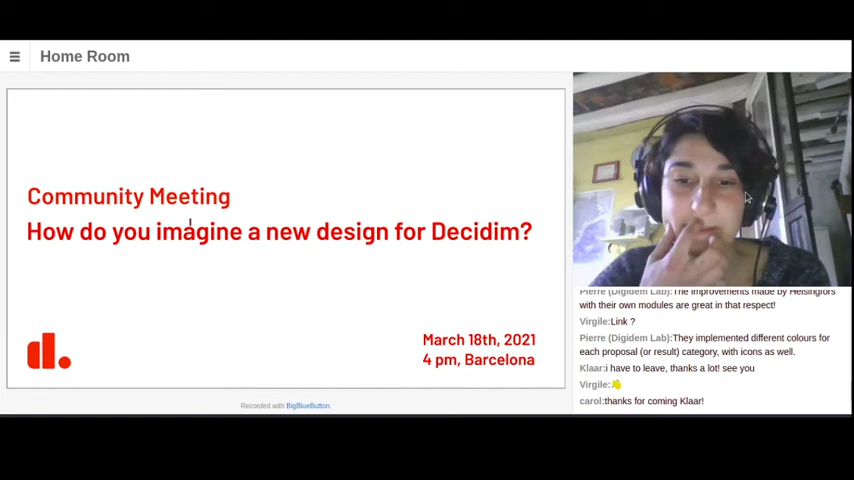 Home Room
Community Meeting
How do you imagine a new design for Decidim?
March 18th, 2021
4 pm, Barcelona
Recorded with BigBlueButton.
Pierre (Digidem Lab):The improvements made by Helsingfors
with their own modules are great in that respect!
Virgile:Link ?
Pierre (Digidem Lab):They implemented different colours for
each proposal (or result) category, with icons as well.
Klaar:i have to leave, thanks a lot! see you
Virgile:👋
carol:thanks for coming Klaar!